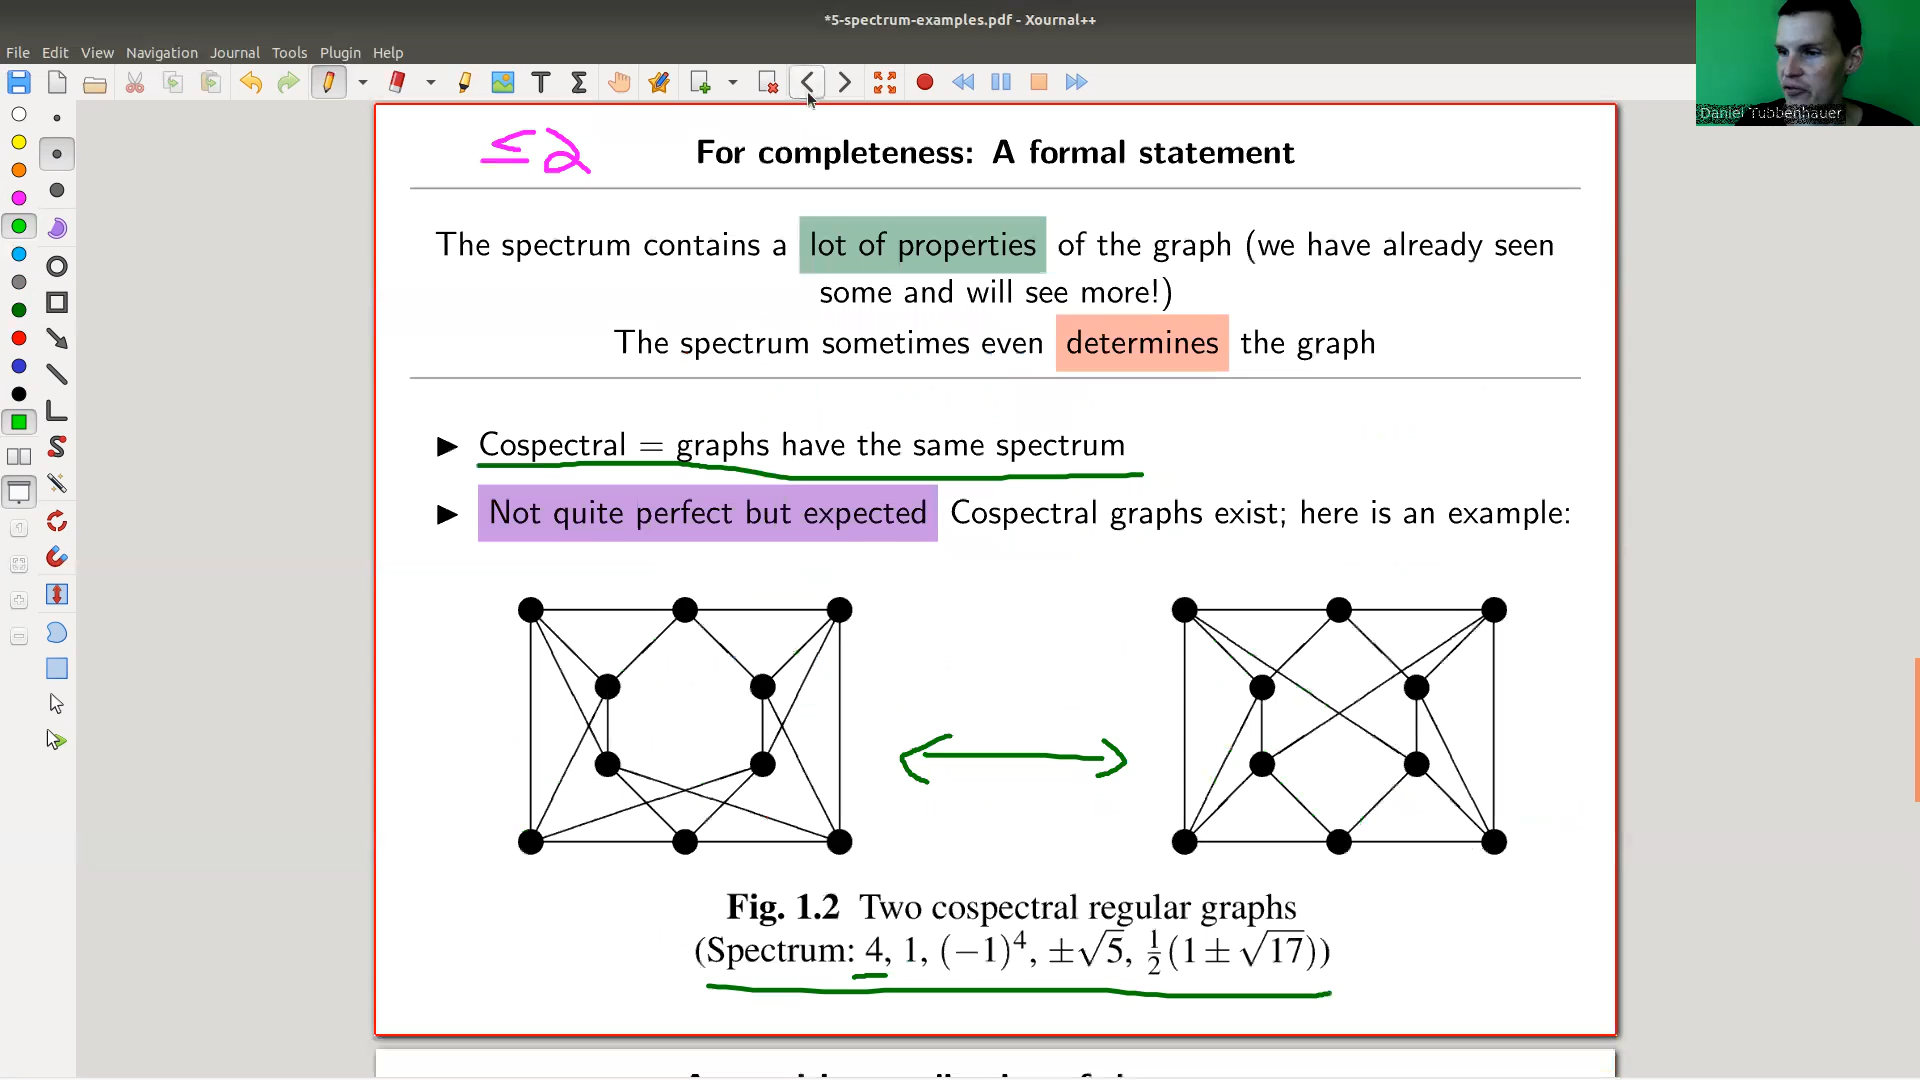 *5-spectrum-examples.pdf - Xournal++
File Edit View Navigation Journal Tools Plugin Help
Daniel Tubbenhauer
≤2
For completeness: A formal statement
The spectrum contains a lot of properties of the graph (we have already seen
some and will see more!)
The spectrum sometimes even determines the graph
▶ Cospectral = graphs have the same spectrum
▶ Not quite perfect but expected Cospectral graphs exist; here is an example:
Fig. 1.2 Two cospectral regular graphs
(Spectrum: 4, 1, (−1)⁴, ±√5, ½(1 ± √17))